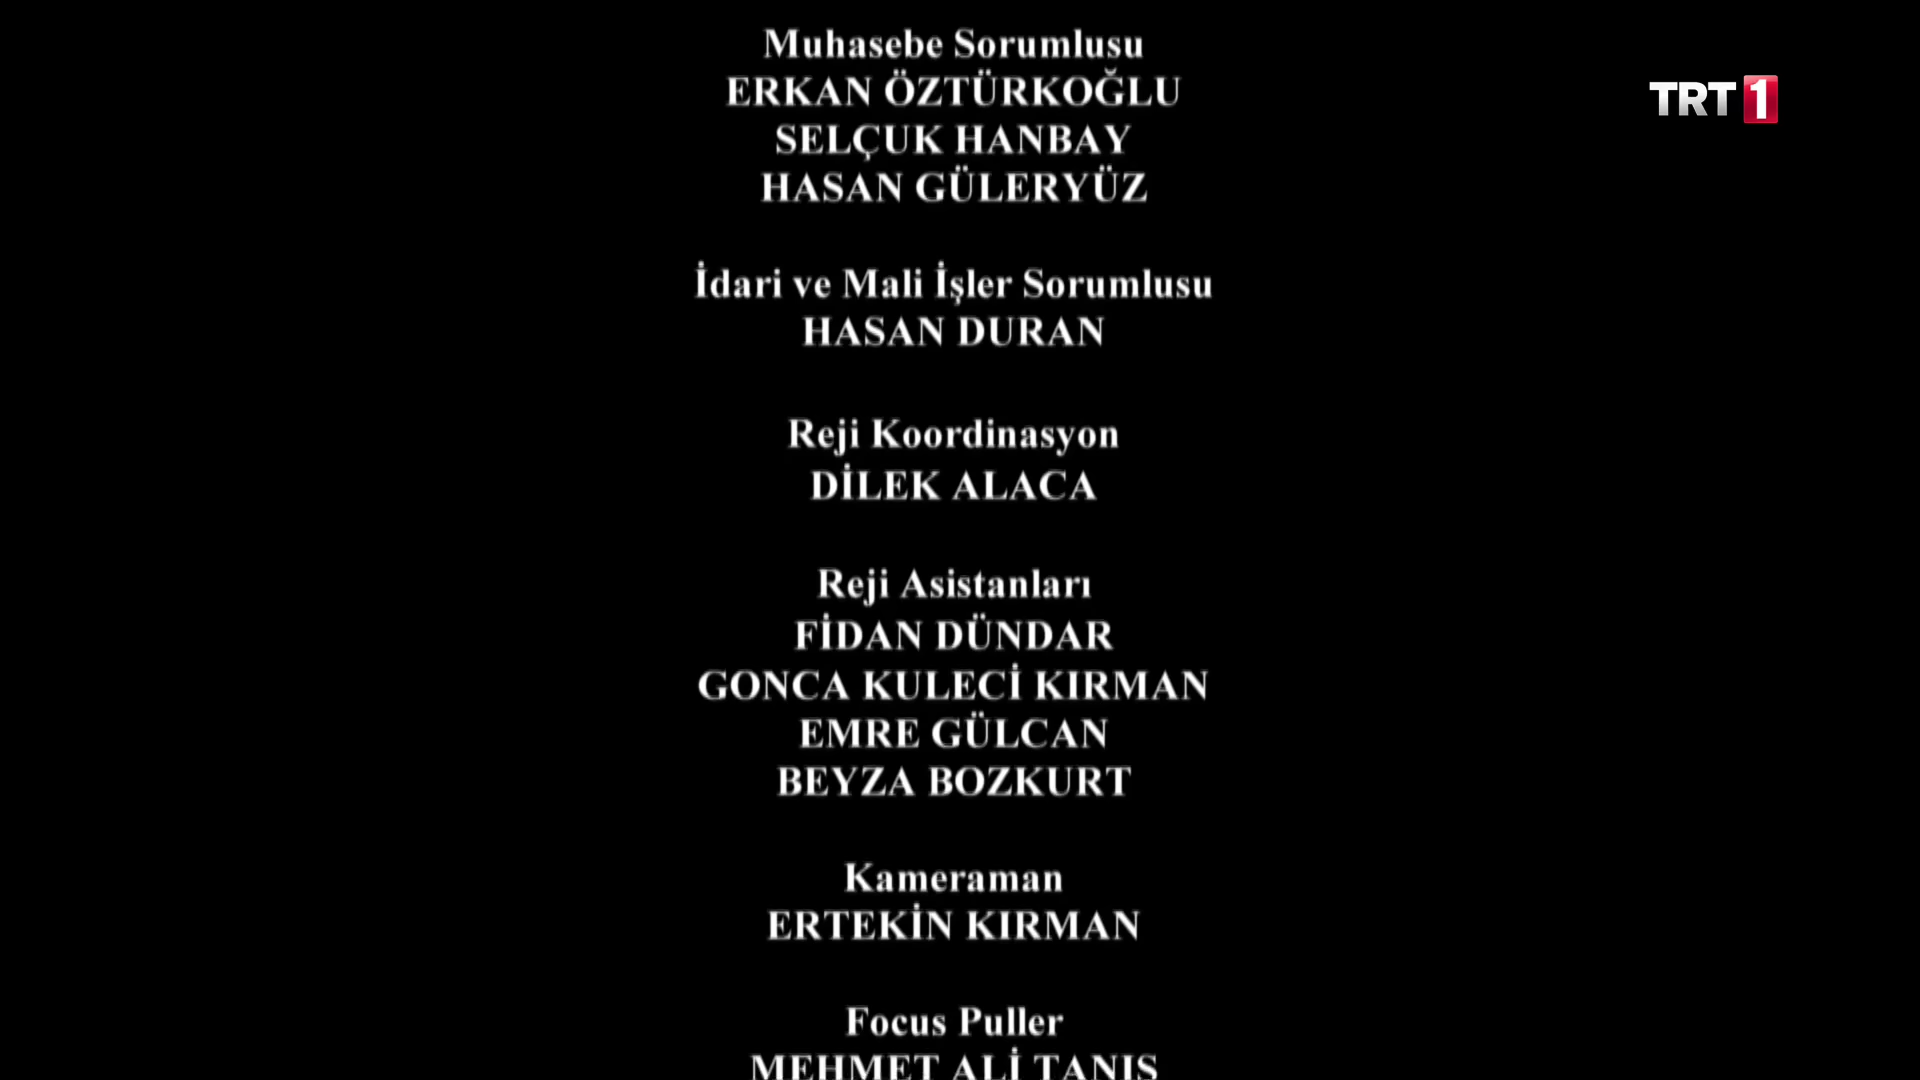 Muhasebe Sorumlusu
ERKAN ÖZTÜRKOĞLU
SELÇUK HANBAY
HASAN GÜLERYÜZ
TRT 1
İdari ve Mali İşler Sorumlusu
HASAN DURAN
Reji Koordinasyon
DİLEK ALACA
Reji Asistanları
FİDAN DÜNDAR
GONCA KULECİ KIRMAN
EMRE GÜLCAN
BEYZA BOZKURT
Kameraman
ERTEKİN KIRMAN
Focus Puller
MEHMET ALİ